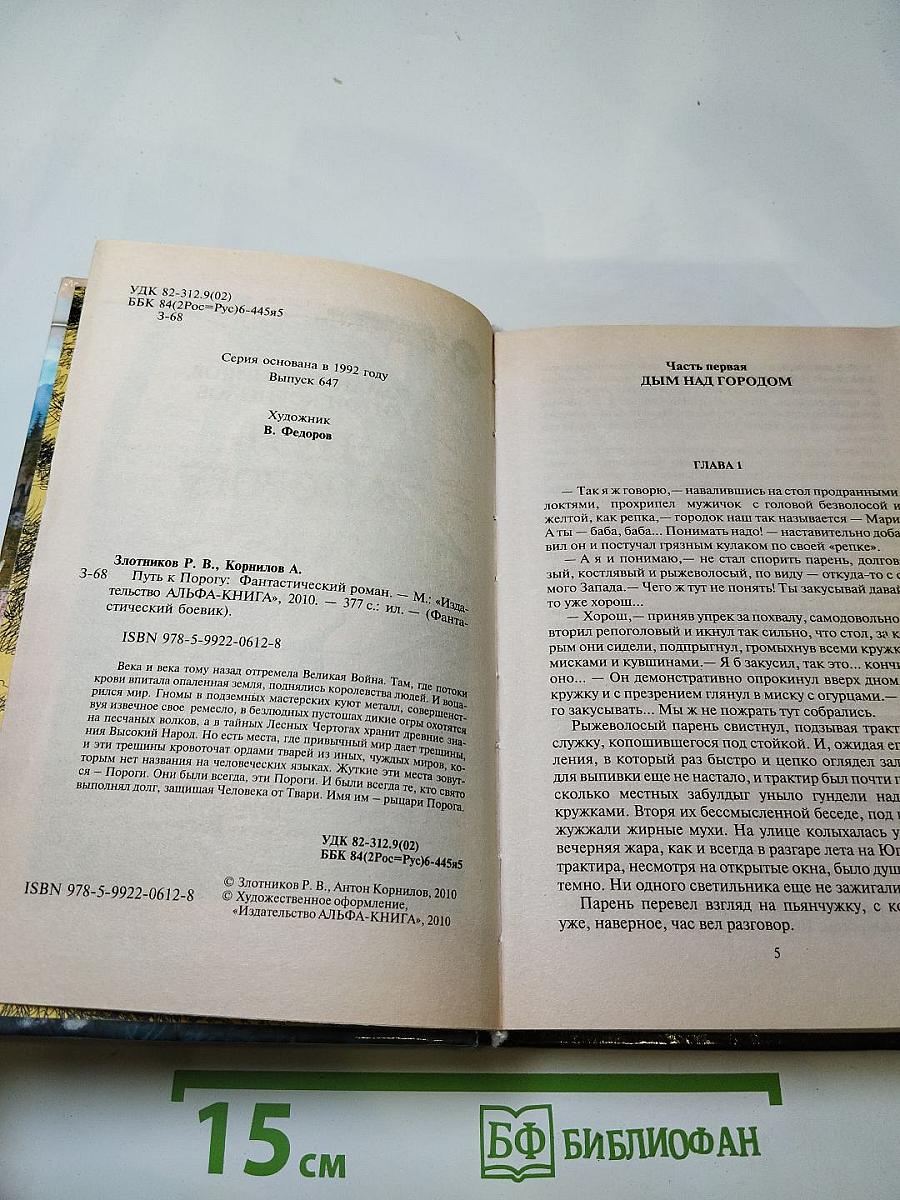 УДК 82-312.9(02)
ББК 84(2Рос=Рус)6-445я5
З-68
Серия основана в 1992 году
Выпуск 647
Художник
В. Федоров
Злотников Р. В., Корнилов А.
З-68 Путь к Порогу: Фантастический роман. — М.: «Изда-
тельство АЛЬФА-КНИГА», 2010. — 377 с.: ил. — (Фанта-
стический боевик).
ISBN 978-5-9922-0612-8
Века и века тому назад отгремела Великая Война. Там, где потоки
крови впитала опаленная земля, поднялись королевства людей. И воца-
рился мир. Гномы в подземных мастерских куют металл, совершенст-
вуя извечное свое ремесло, в безлюдных пустошах дикие огры охотятся
на песчаных волков, а в тайных Лесных Чертогах хранит древние зна-
ния Высокий Народ. Но есть места, где привычный мир дает трещины,
и эти трещины кровоточат ордами тварей из иных, чуждых миров, ко-
торым нет названия на человеческих языках. Жуткие эти места зовут-
ся – Пороги. Они были всегда, эти Пороги. И были всегда те, кто свято
выполнял долг, защищая Человека от Твари. Имя им – рыцари Порога.
УДК 82-312.9(02)
ББК 84(2Рос=Рус)6-445я5
© Злотников Р. В., Антон Корнилов, 2010
© Художественное оформление,
ISBN 978-5-9922-0612-8 «Издательство АЛЬФА-КНИГА», 2010
Часть первая
ДЫМ НАД ГОРОДОМ
ГЛАВА 1
— Так я ж говорю,— навалившись на стол продранными
локтями, прохрипел мужичок с головой безволосой и
желтой, как репка,— городок наш так называется — Мари
А ты — баба, баба... Понимать надо! — наставительно доба
вил он и постучал грязным кулаком по своей «репке».
— А я и понимаю,— не стал спорить парень, долгов
зый, костлявый и рыжеволосый, по виду — откуда-то с с
мого Запада.— Чего ж тут не понять! Ты закусывай давай
то уже хорош...
— Хорош,— приняв упрек за похвалу, самодовольно
вторил репоголовый и икнул так сильно, что стол, за к
рым они сидели, подпрыгнул, громыхнув всеми кружк
мисками и кувшинами.— Я б закусил, так это... кончи
оно... — Он демонстративно опрокинул вверх дном
кружку и с презрением глянул в миску с огурцами.—
го закусывать... Мы ж не пожрать тут собрались.
Рыжеволосый парень свистнул, подзывая тракт
служку, копошившегося под стойкой. И, ожидая ег
ления, в который раз быстро и цепко оглядел зал
для выпивки еще не настало, и трактир был почти п
сколько местных забулдыг уныло гундели над
кружками. Вторя их бессмысленной беседе, под п
жужжали жирные мухи. На улице колыхалась у
вечерняя жара, как и всегда в разгаре лета на Юг
трактира, несмотря на открытые окна, было душ
темно. Ни одного светильника еще не зажигали
Парень перевел взгляд на пьянчужку, с ко
уже, наверное, час вел разговор.
5
15 см
БФ БИБЛИОФАН